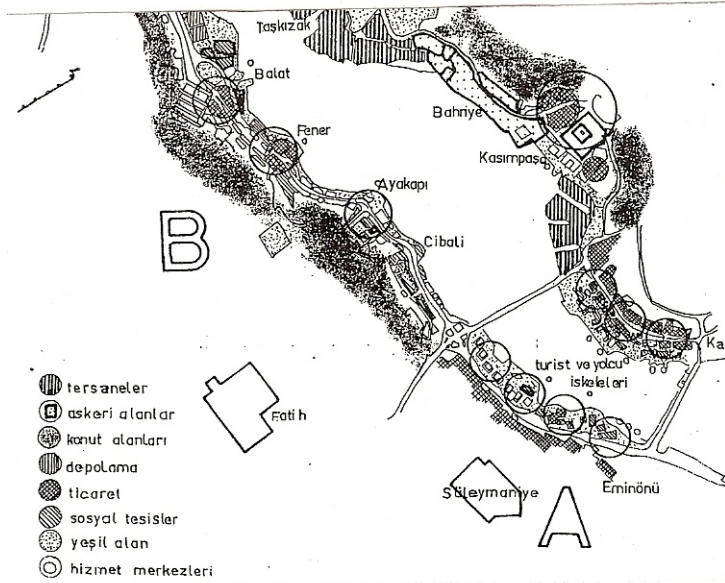 Taşkızak
Balat
Bahriye
Fener
Kasımpaşa
Ayakapı
B
Cibali
Ka
turist ve yolcu
iskeleleri
Fatih
tersaneler
askeri alanlar
konut alanları
depolama
ticaret
sosyal tesisler
yeşil alan
hizmet merkezleri
Süleymaniye
A
Eminönü